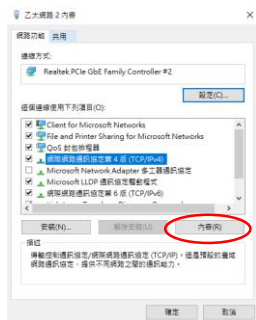 乙太網路 2 內容
網路功能 共用
連線方式:
Realtek PCIe GbE Family Controller #2
設定(C)...
這個連線使用下列項目(O):
Client for Microsoft Networks
File and Printer Sharing for Microsoft Networks
QoS 封包排程器
網際網路通訊協定第 4 版 (TCP/IPv4)
Microsoft Network Adapter 多工器通訊協定
Microsoft LLDP 通訊協定驅動程式
網際網路通訊協定第 6 版 (TCP/IPv6)
安裝(N)... 解除安裝(U) 內容(R)
描述
傳輸控制通訊協定/網際網路通訊協定 (TCP/IP)。這是預設的廣域
網路通訊協定，提供不同網路之間的通訊能力。
確定 取消